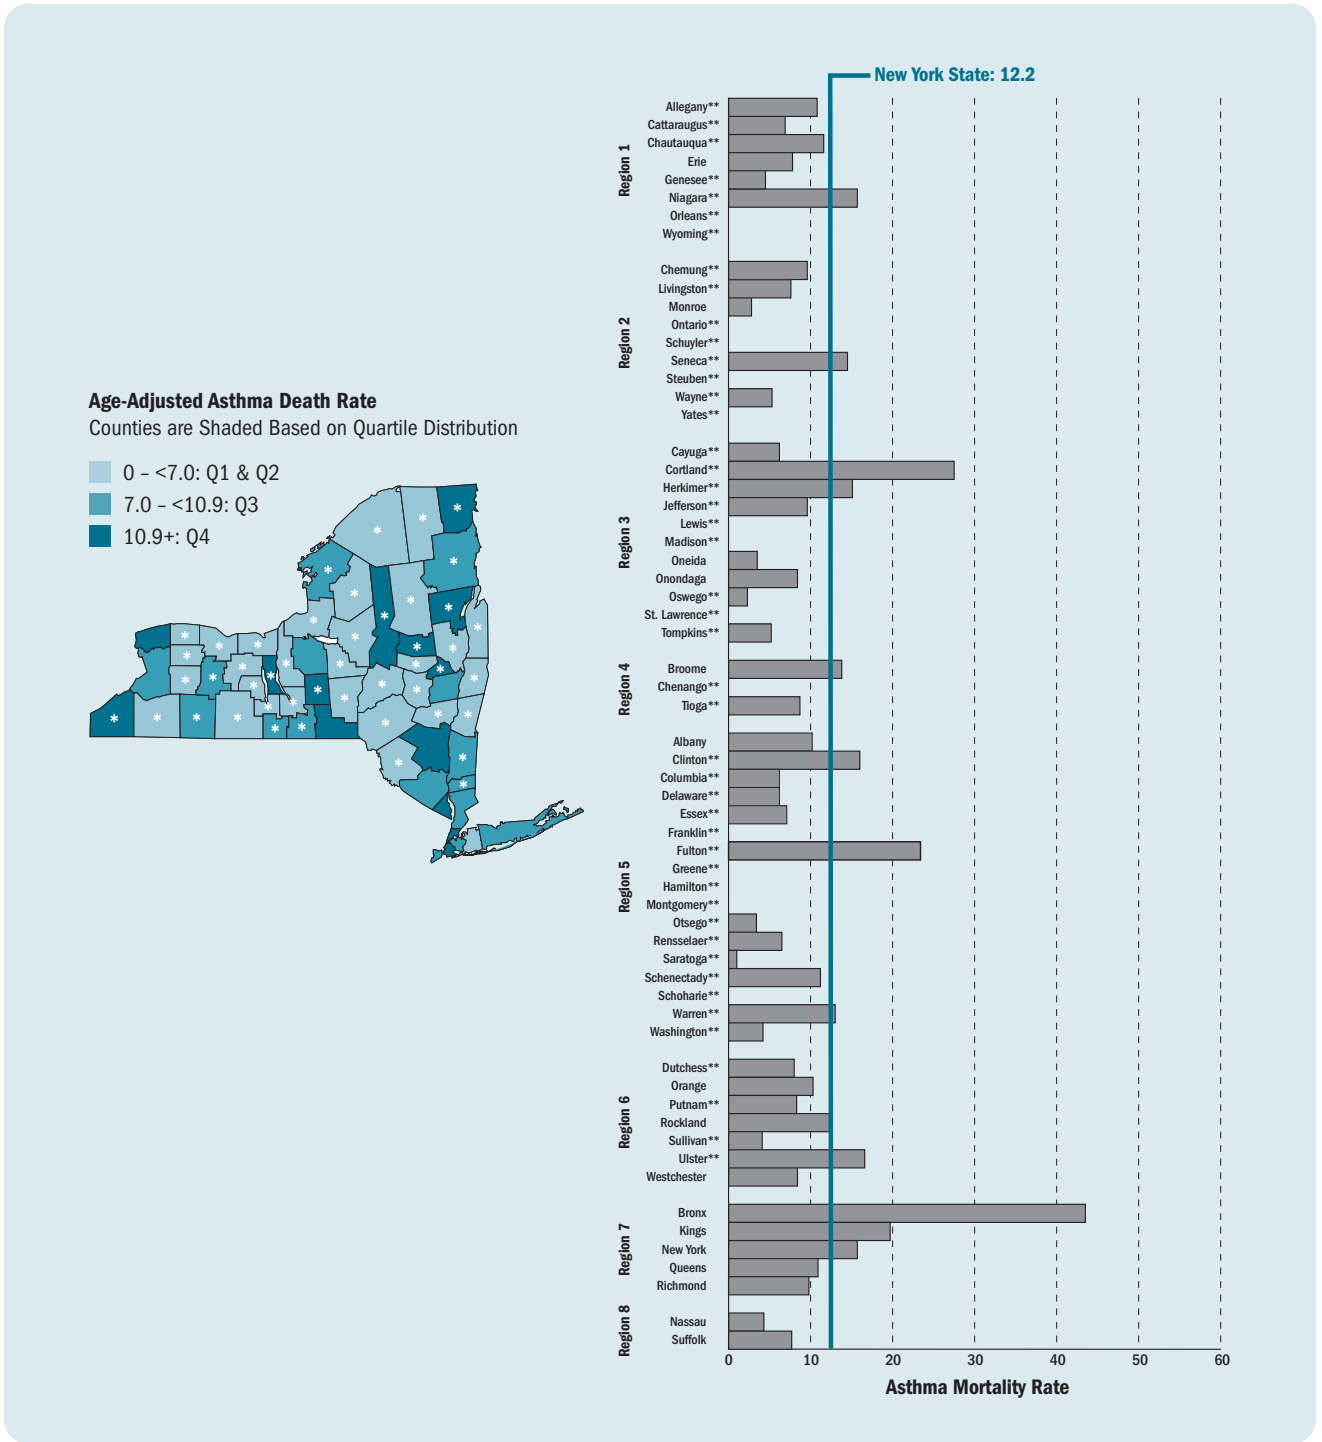 New York State: 12.2
Age-Adjusted Asthma Death Rate
Counties are Shaded Based on Quartile Distribution
0 – <7.0: Q1 & Q2
7.0 – <10.9: Q3
10.9+: Q4
Region 1
Allegany**
Cattaraugus**
Chautauqua**
Erie
Genesee**
Niagara**
Orleans**
Wyoming**
Region 2
Chemung**
Livingston**
Monroe
Ontario**
Schuyler**
Seneca**
Steuben**
Wayne**
Yates**
Region 3
Cayuga**
Cortland**
Herkimer**
Jefferson**
Lewis**
Madison**
Oneida
Onondaga
Oswego**
St. Lawrence**
Tompkins**
Region 4
Broome
Chenango**
Tioga**
Region 5
Albany
Clinton**
Columbia**
Delaware**
Essex**
Franklin**
Fulton**
Greene**
Hamilton**
Montgomery**
Otsego**
Rensselaer**
Saratoga**
Schenectady**
Schoharie**
Warren**
Washington**
Region 6
Dutchess**
Orange
Putnam**
Rockland
Sullivan**
Ulster**
Westchester
Region 7
Bronx
Kings
New York
Queens
Richmond
Region 8
Nassau
Suffolk
0 10 20 30 40 50 60
Asthma Mortality Rate